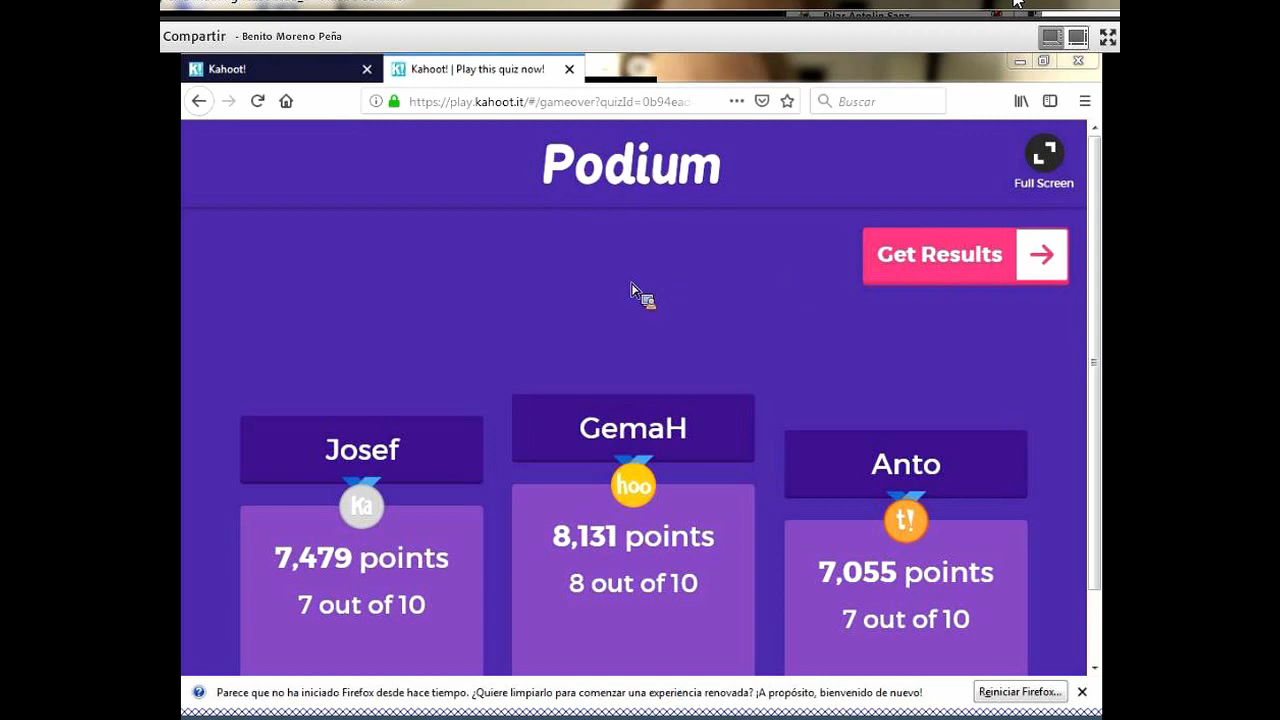 Compartir - Benito Moreno Peña
Kahoot!
Kahoot! | Play this quiz now!
https://play.kahoot.it/#/gameover?quizId=0b94eac
Buscar
Podium
Full Screen
Get Results
Josef
GemaH
Anto
Ka
hoo
t!
7,479 points
7 out of 10
8,131 points
8 out of 10
7,055 points
7 out of 10
Parece que no ha iniciado Firefox desde hace tiempo. ¿Quiere limpiarlo para comenzar una experiencia renovada? ¡A propósito, bienvenido de nuevo!
Reiniciar Firefox...